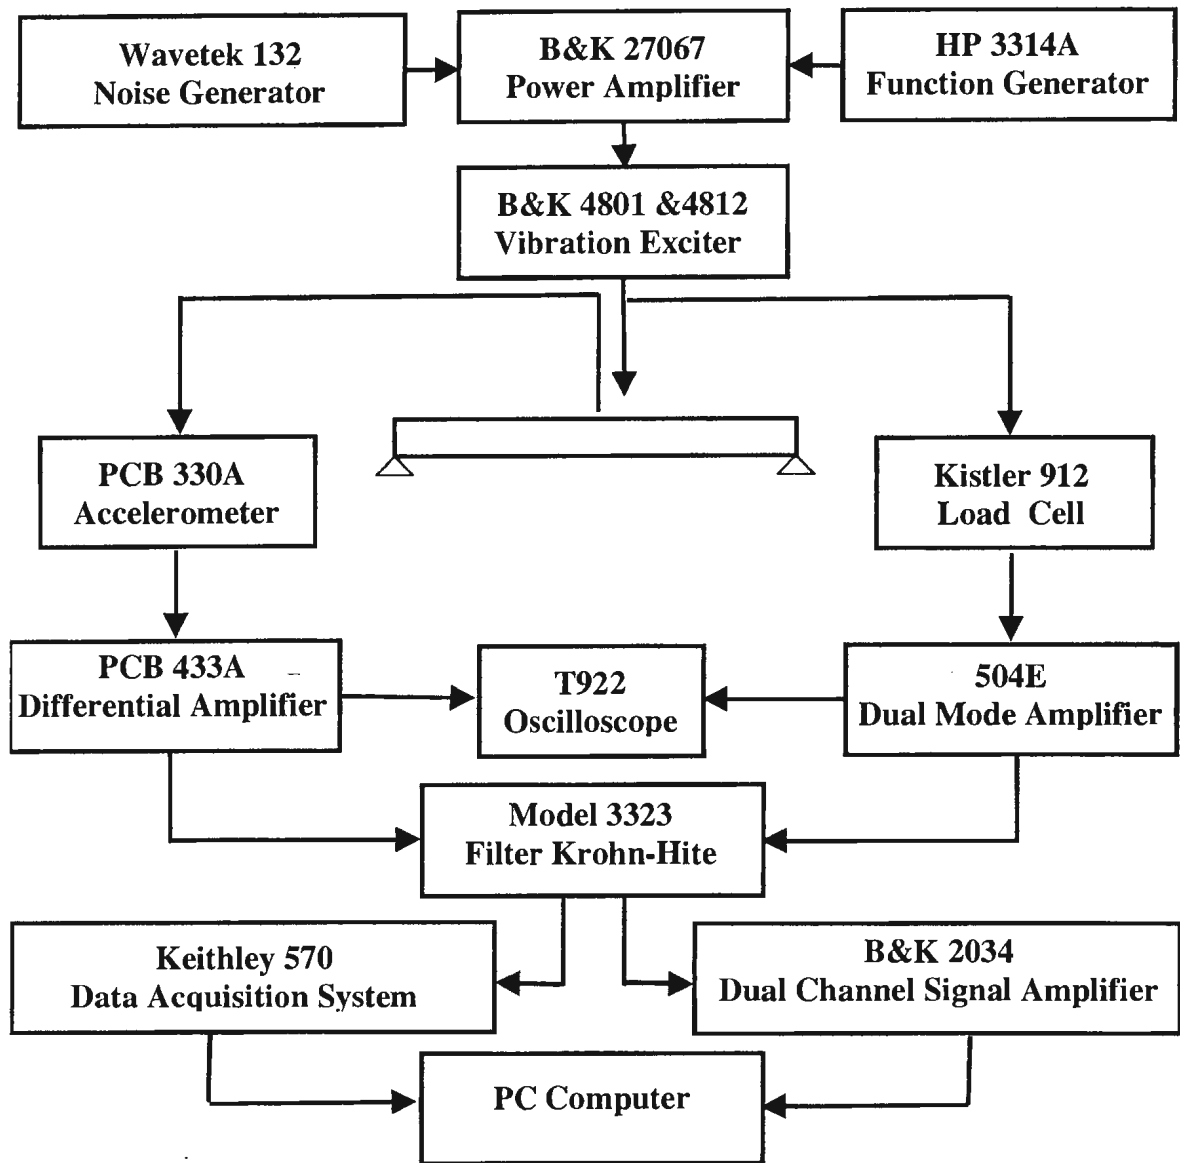 Wavetek 132
Noise Generator
B&K 27067
Power Amplifier
HP 3314A
Function Generator
B&K 4801 &4812
Vibration Exciter
PCB 330A
Accelerometer
Kistler 912
Load Cell
PCB 433A
Differential Amplifier
T922
Oscilloscope
504E
Dual Mode Amplifier
Model 3323
Filter Krohn-Hite
Keithley 570
Data Acquisition System
B&K 2034
Dual Channel Signal Amplifier
PC Computer